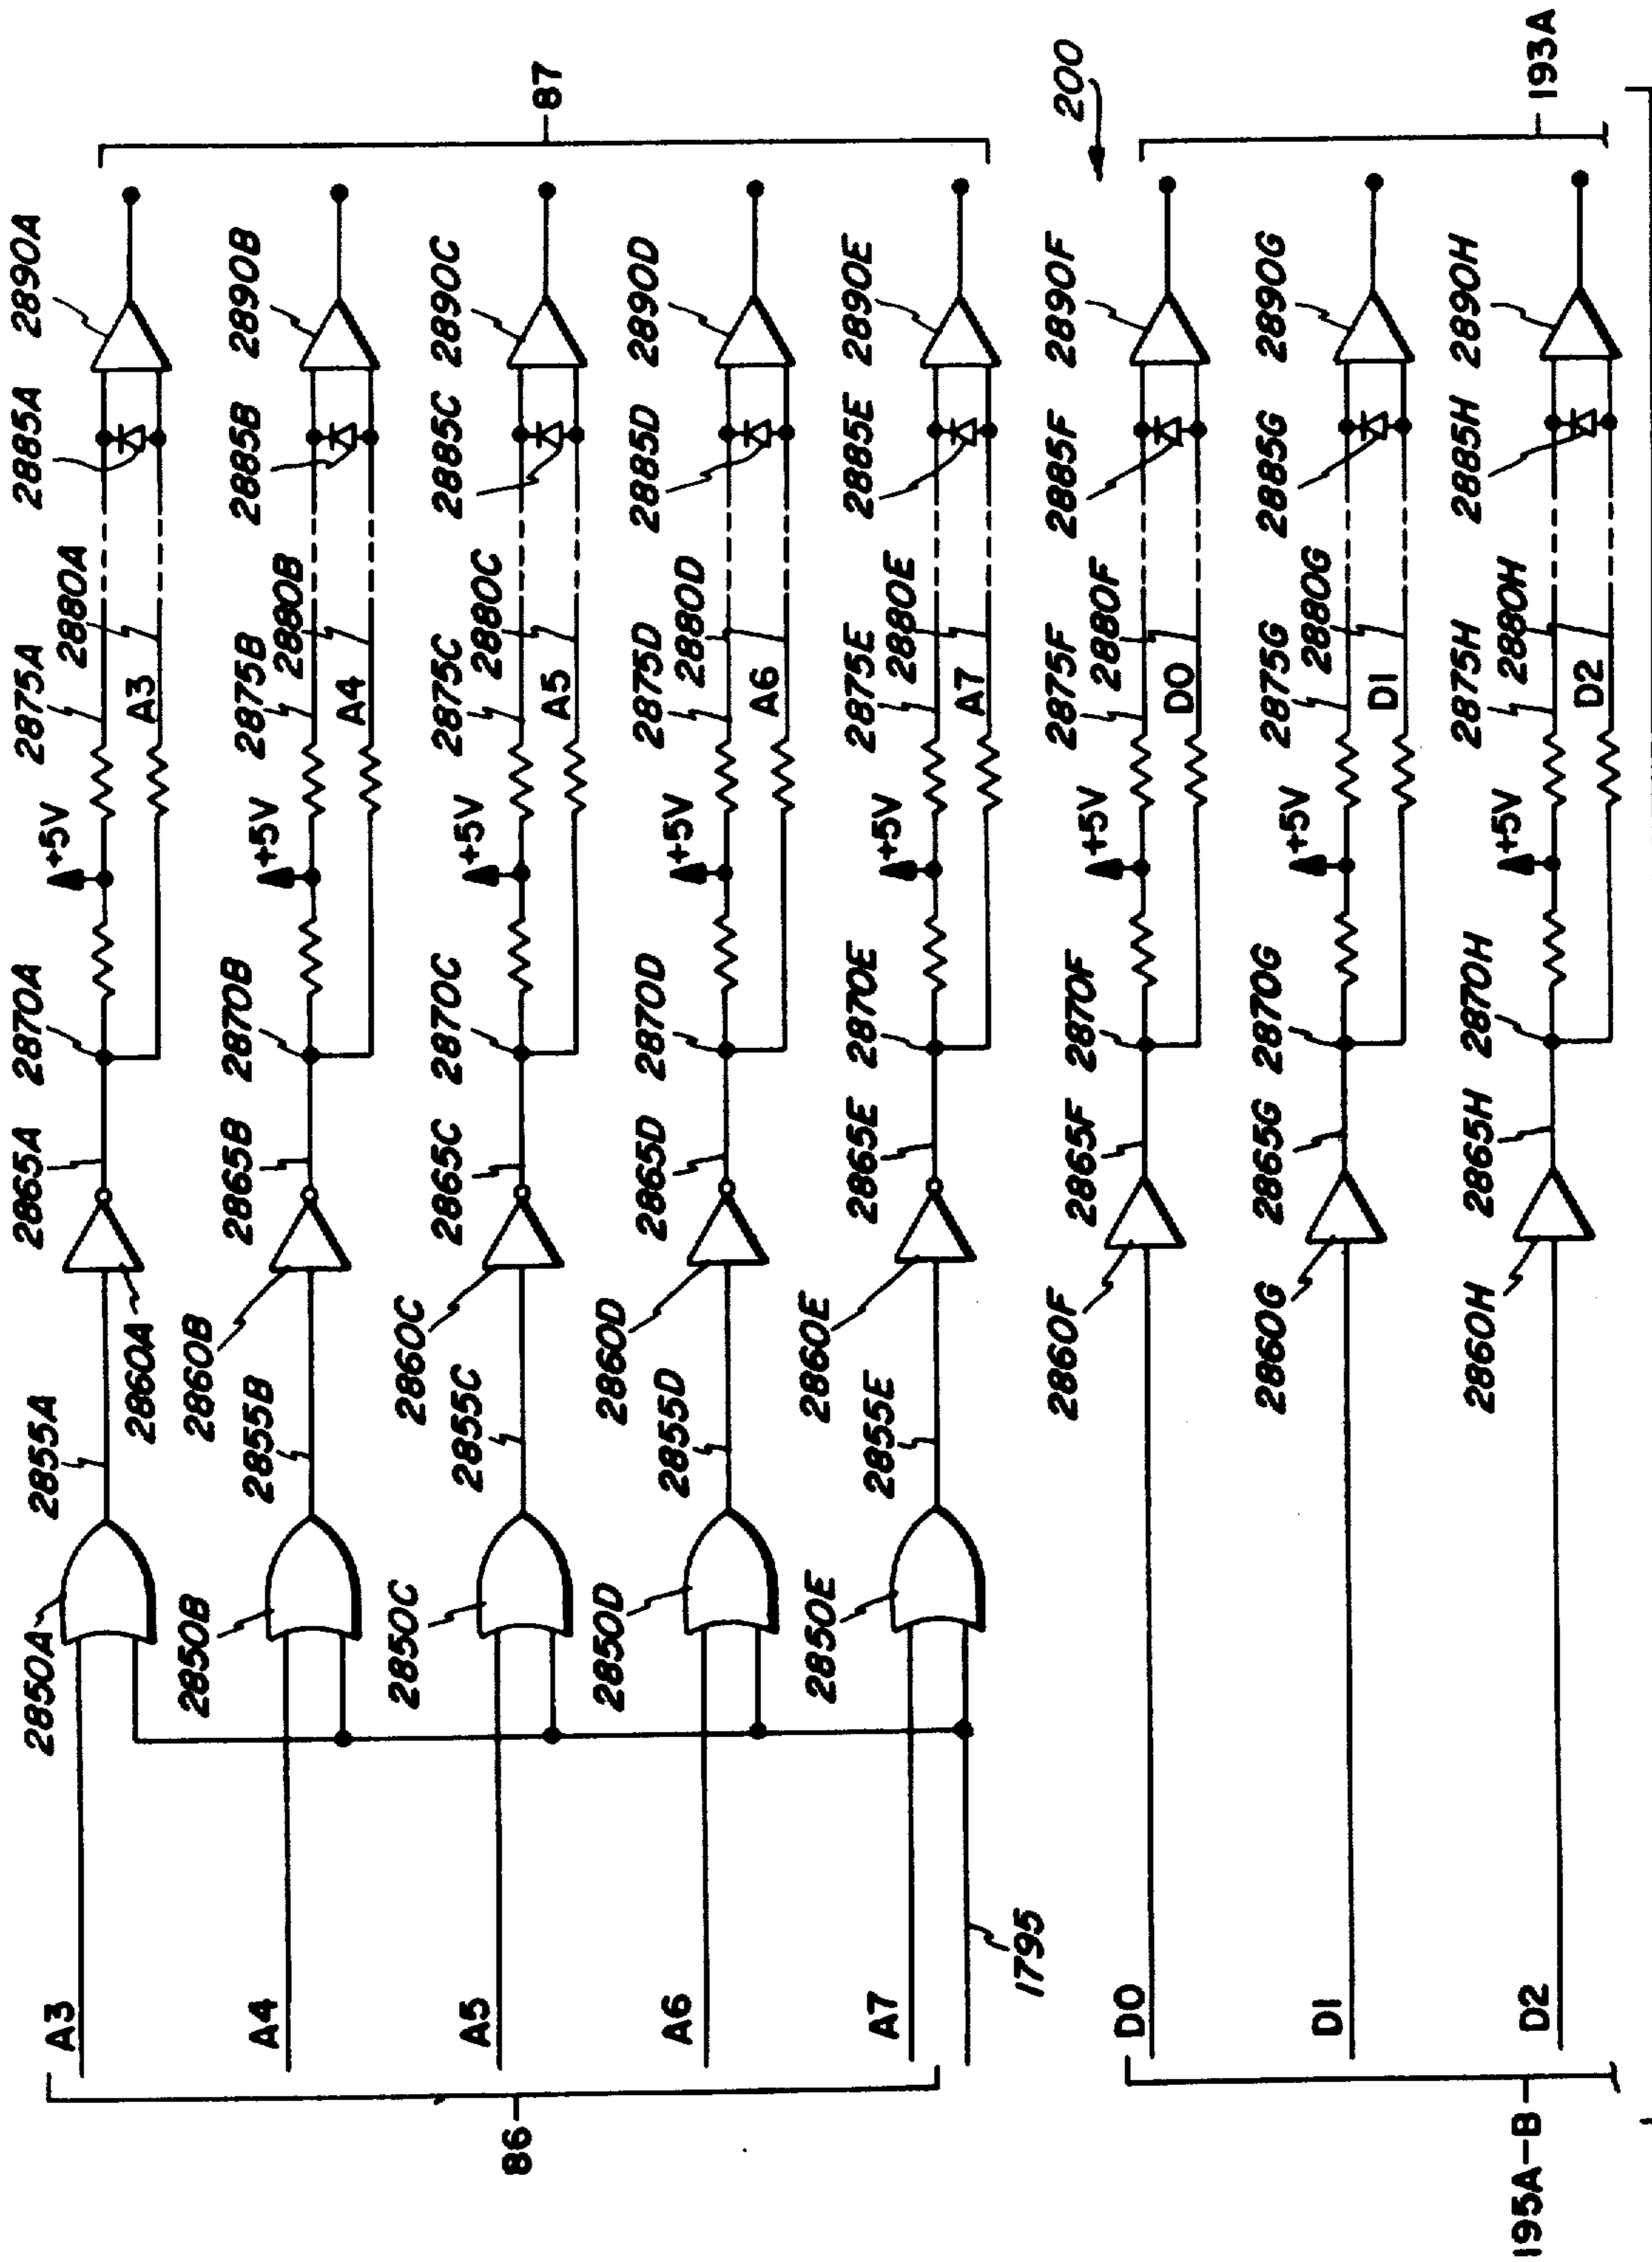 86
A3
2850A
2855A
2860A
2865A
2870A
+5V
2875A
A3
2880A
2885A
2890A
A4
2850B
2855B
2860B
2865B
2870B
+5V
2875B
A4
2880B
2885B
2890B
A5
2850C
2855C
2860C
2865C
2870C
+5V
2875C
A5
2880C
2885C
2890C
A6
2850D
2855D
2860D
2865D
2870D
+5V
2875D
A6
2880D
2885D
2890D
A7
2850E
2855E
2860E
2865E
2870E
+5V
2875E
A7
2880E
2885E
2890E
87
1795
200
195A-B
D0
2860F
2865F
2870F
+5V
2875F
D0
2880F
2885F
2890F
D1
2860G
2865G
2870G
+5V
2875G
D1
2880G
2885G
2890G
D2
2860H
2865H
2870H
+5V
2875H
D2
2880H
2885H
2890H
193A